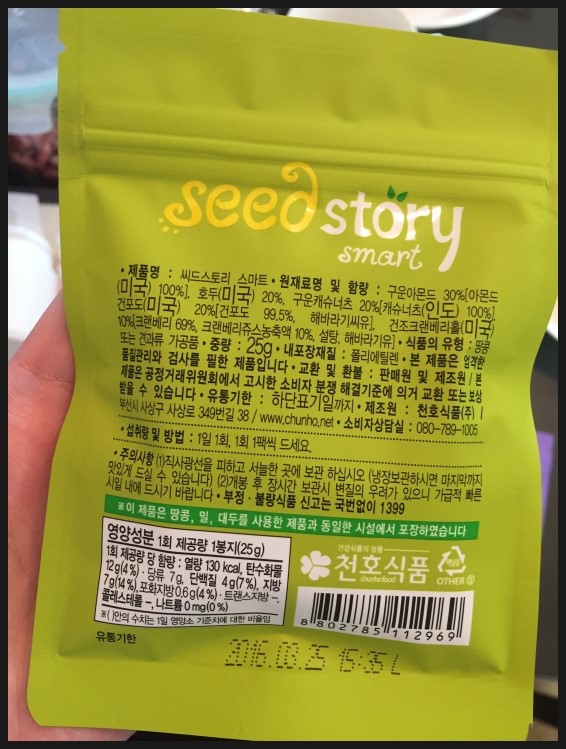 seed story
smart
• 제품명 : 씨드스토리 스마트 • 원재료명 및 함량 : 구운아몬드 30%[아몬드
(미국) 100%], 호두(미국) 20%, 구운캐슈너츠 20%[캐슈너츠(인도) 100%],
건포도(미국) 20%[건포도 99.5%, 해바라기씨유], 건조크랜베리홀(미국)
10%[크랜베리 69%, 크랜베리쥬스농축액 10%, 설탕, 해바라기유] • 식품의 유형 : 땅콩
또는 견과류 가공품 • 중량 : 25g • 내포장재질 : 폴리에틸렌 • 본 제품은 엄격한
품질관리와 검사를 필한 제품입니다 • 교환 및 환불 : 판매원 및 제조원 / 본
제품은 공정거래위원회에서 고시한 소비자 분쟁 해결기준에 의거 교환 또는 보상
받을 수 있습니다 • 유통기한 : 하단표기일까지 • 제조원 : 천호식품(주) |
부산시 사상구 사상로 349번길 38 / www.chunho.net • 소비자상담실 : 080-789-1005
• 섭취량 및 방법 : 1일 1회, 1회 1팩씩 드세요.
• 주의사항 (1)직사광선을 피하고 서늘한 곳에 보관 하십시오 (냉장보관하시면 마지막까지
맛있게 드실 수 있습니다) (2)개봉 후 장시간 보관시 변질의 우려가 있으니 가급적 빠른
시일 내에 드시기 바랍니다 • 부정·불량식품 신고는 국번없이 1399
※이 제품은 땅콩, 밀, 대두를 사용한 제품과 동일한 시설에서 포장하였습니다
영양성분 1회 제공량 1봉지(25g)
1회 제공량 당 함량 : 열량 130 kcal, 탄수화물
12g(4%)· 당류 7g, 단백질 4g(7%), 지방
7g(14%),포화지방 0.6g(4%)· 트랜스지방 –,
콜레스테롤 –, 나트륨 0mg(0%)
※( )안의 수치는 1일 영양소 기준치에 대한 비율임
건강식품의 명품
천호식품
chunhofood
비닐류
OTHER
8 802785 112969
유통기한
2016.03.25 15:35 L